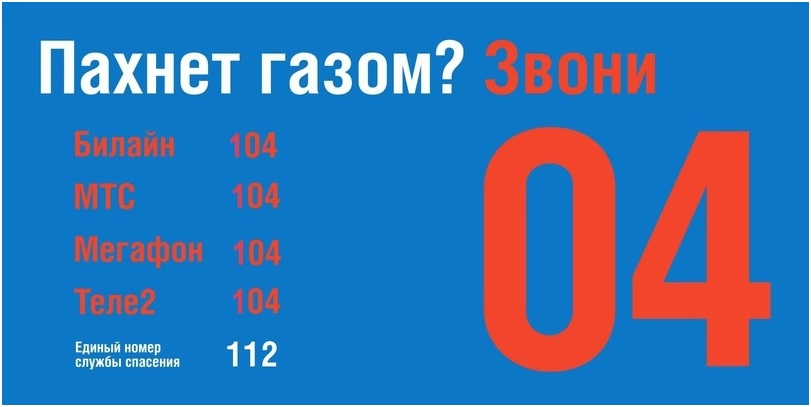 Пахнет газом? Звони
04
Билайн 104
МТС 104
Мегафон 104
Теле2 104
Единый номер
службы спасения 112